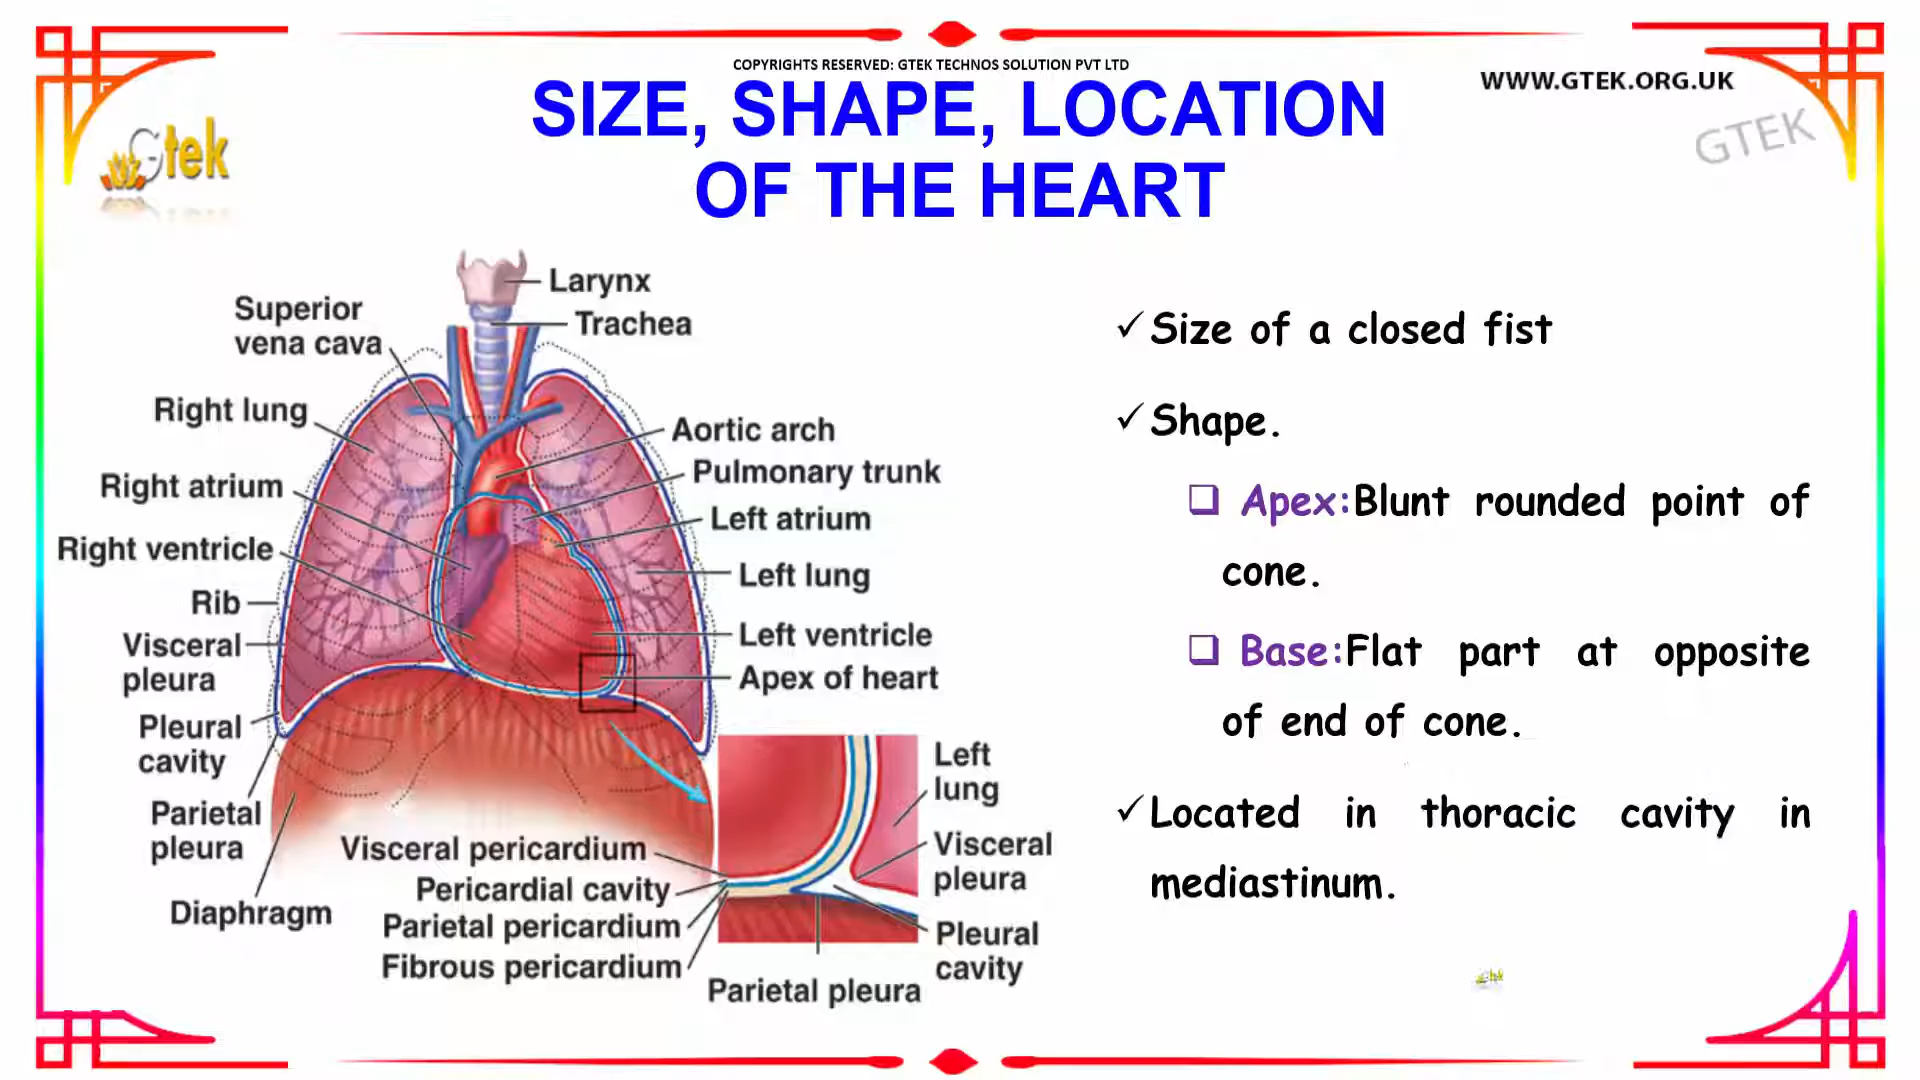 COPYRIGHTS RESERVED: GTEK TECHNOS SOLUTION PVT LTD
WWW.GTEK.ORG.UK
SIZE, SHAPE, LOCATION
OF THE HEART
Gtek
GTEK
Larynx
Trachea
Superior
vena cava
Right lung
Right atrium
Right ventricle
Rib
Visceral
pleura
Pleural
cavity
Parietal
pleura
Diaphragm
Aortic arch
Pulmonary trunk
Left atrium
Left lung
Left ventricle
Apex of heart
Visceral pericardium
Pericardial cavity
Parietal pericardium
Fibrous pericardium
Left
lung
Visceral
pleura
Pleural
cavity
Parietal pleura
✓Size of a closed fist
✓Shape.
❑ Apex:Blunt rounded point of
cone.
❑ Base:Flat part at opposite
of end of cone.
✓Located in thoracic cavity in
mediastinum.
Gtek